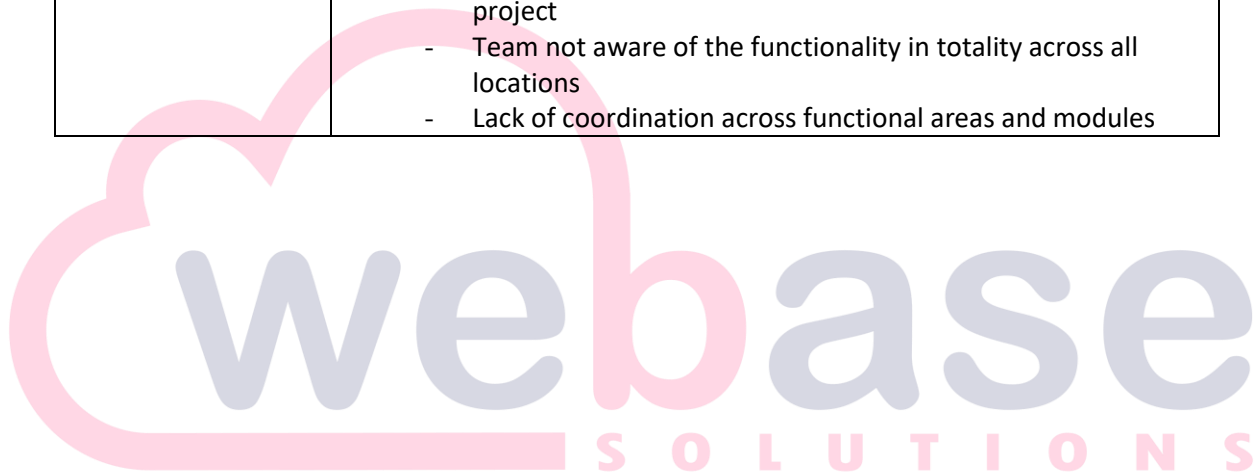 project
- Team not aware of the functionality in totality across all
locations
- Lack of coordination across functional areas and modules
webase
SOLUTIONS